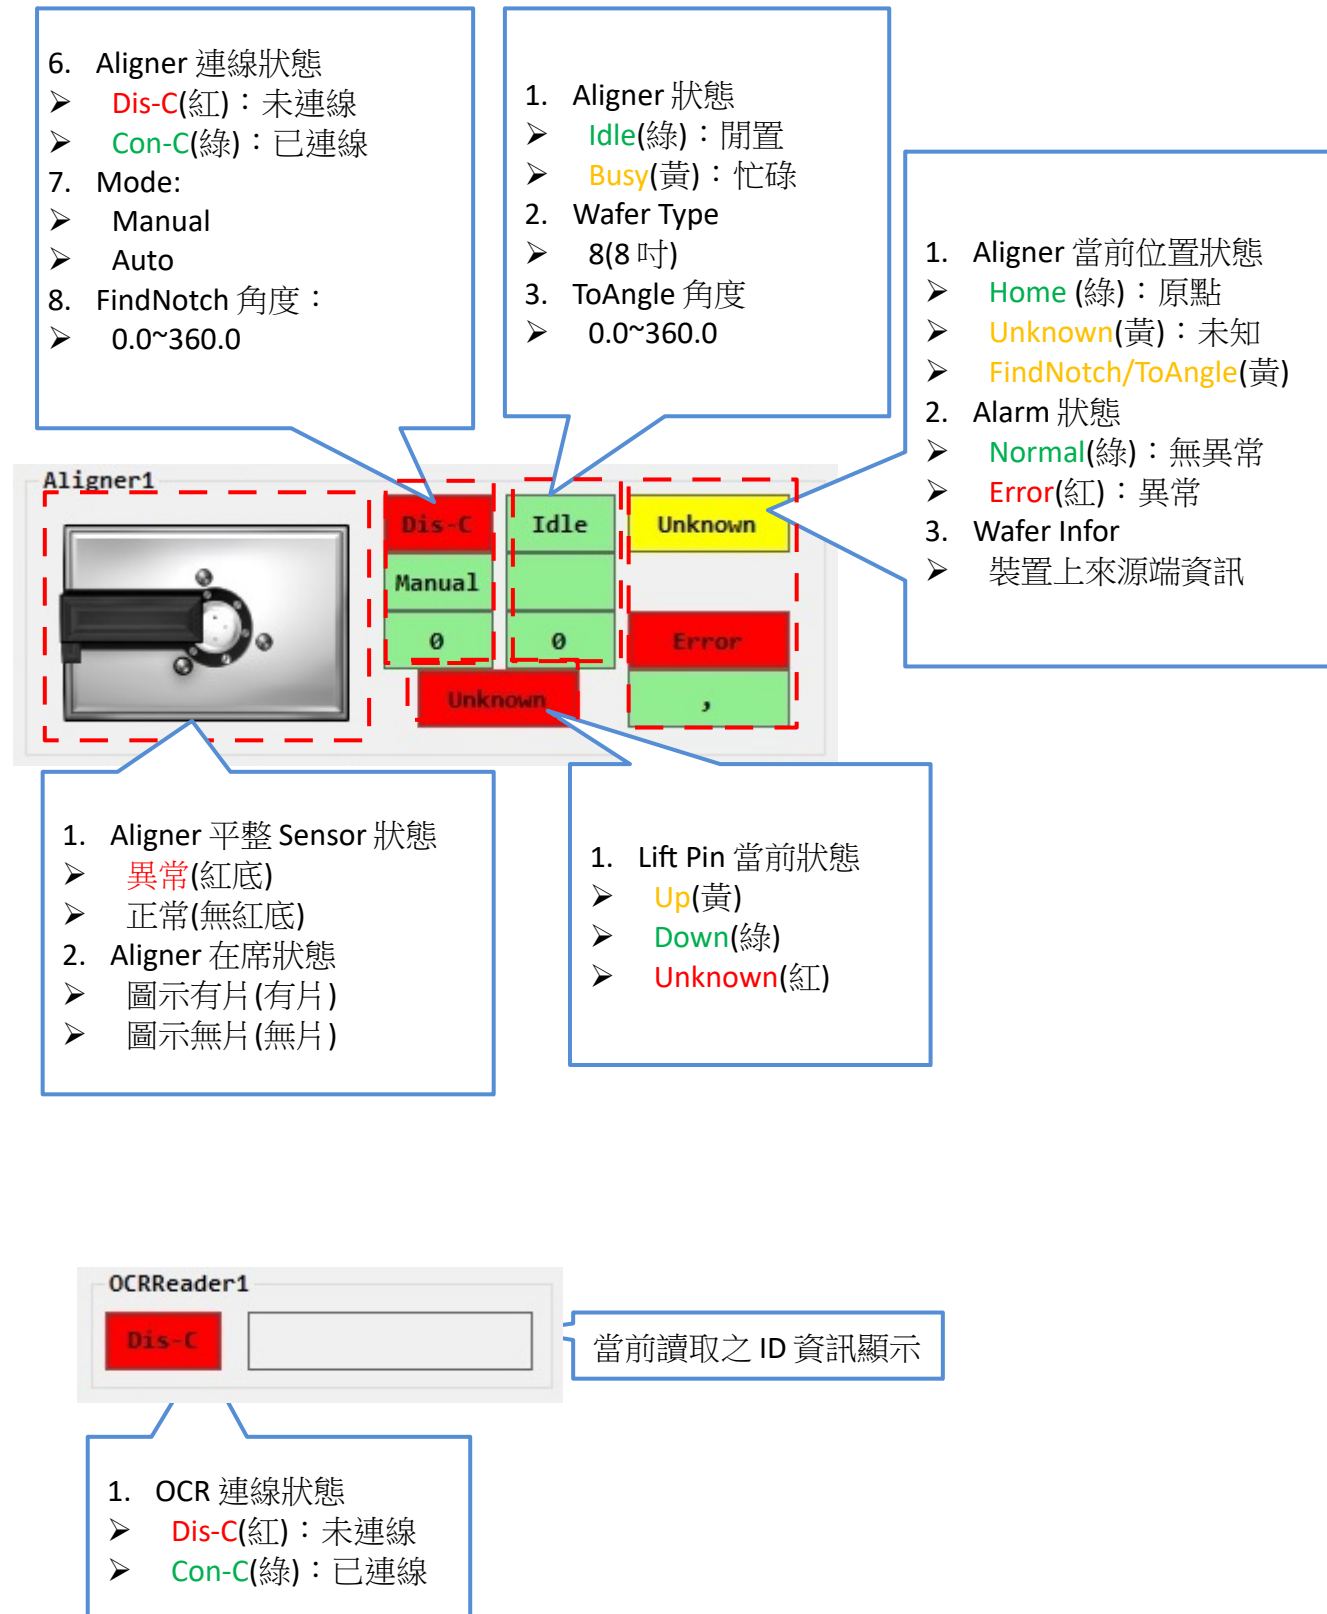 6. Aligner 連線狀態
➢ Dis-C(紅)：未連線
➢ Con-C(綠)：已連線
7. Mode:
➢ Manual
➢ Auto
8. FindNotch 角度：
➢ 0.0~360.0
1. Aligner 狀態
➢ Idle(綠)：閒置
➢ Busy(黃)：忙碌
2. Wafer Type
➢ 8(8 吋)
3. ToAngle 角度
➢ 0.0~360.0
1. Aligner 當前位置狀態
➢ Home (綠)：原點
➢ Unknown(黃)：未知
➢ FindNotch/ToAngle(黃)
2. Alarm 狀態
➢ Normal(綠)：無異常
➢ Error(紅)：異常
3. Wafer Infor
➢ 裝置上來源端資訊
Aligner1
Dis-C
Idle
Unknown
Manual
0
0
Error
Unknown
,
1. Aligner 平整 Sensor 狀態
➢ 異常(紅底)
➢ 正常(無紅底)
2. Aligner 在席狀態
➢ 圖示有片(有片)
➢ 圖示無片(無片)
1. Lift Pin 當前狀態
➢ Up(黃)
➢ Down(綠)
➢ Unknown(紅)
OCRReader1
Dis-C
當前讀取之 ID 資訊顯示
1. OCR 連線狀態
➢ Dis-C(紅)：未連線
➢ Con-C(綠)：已連線